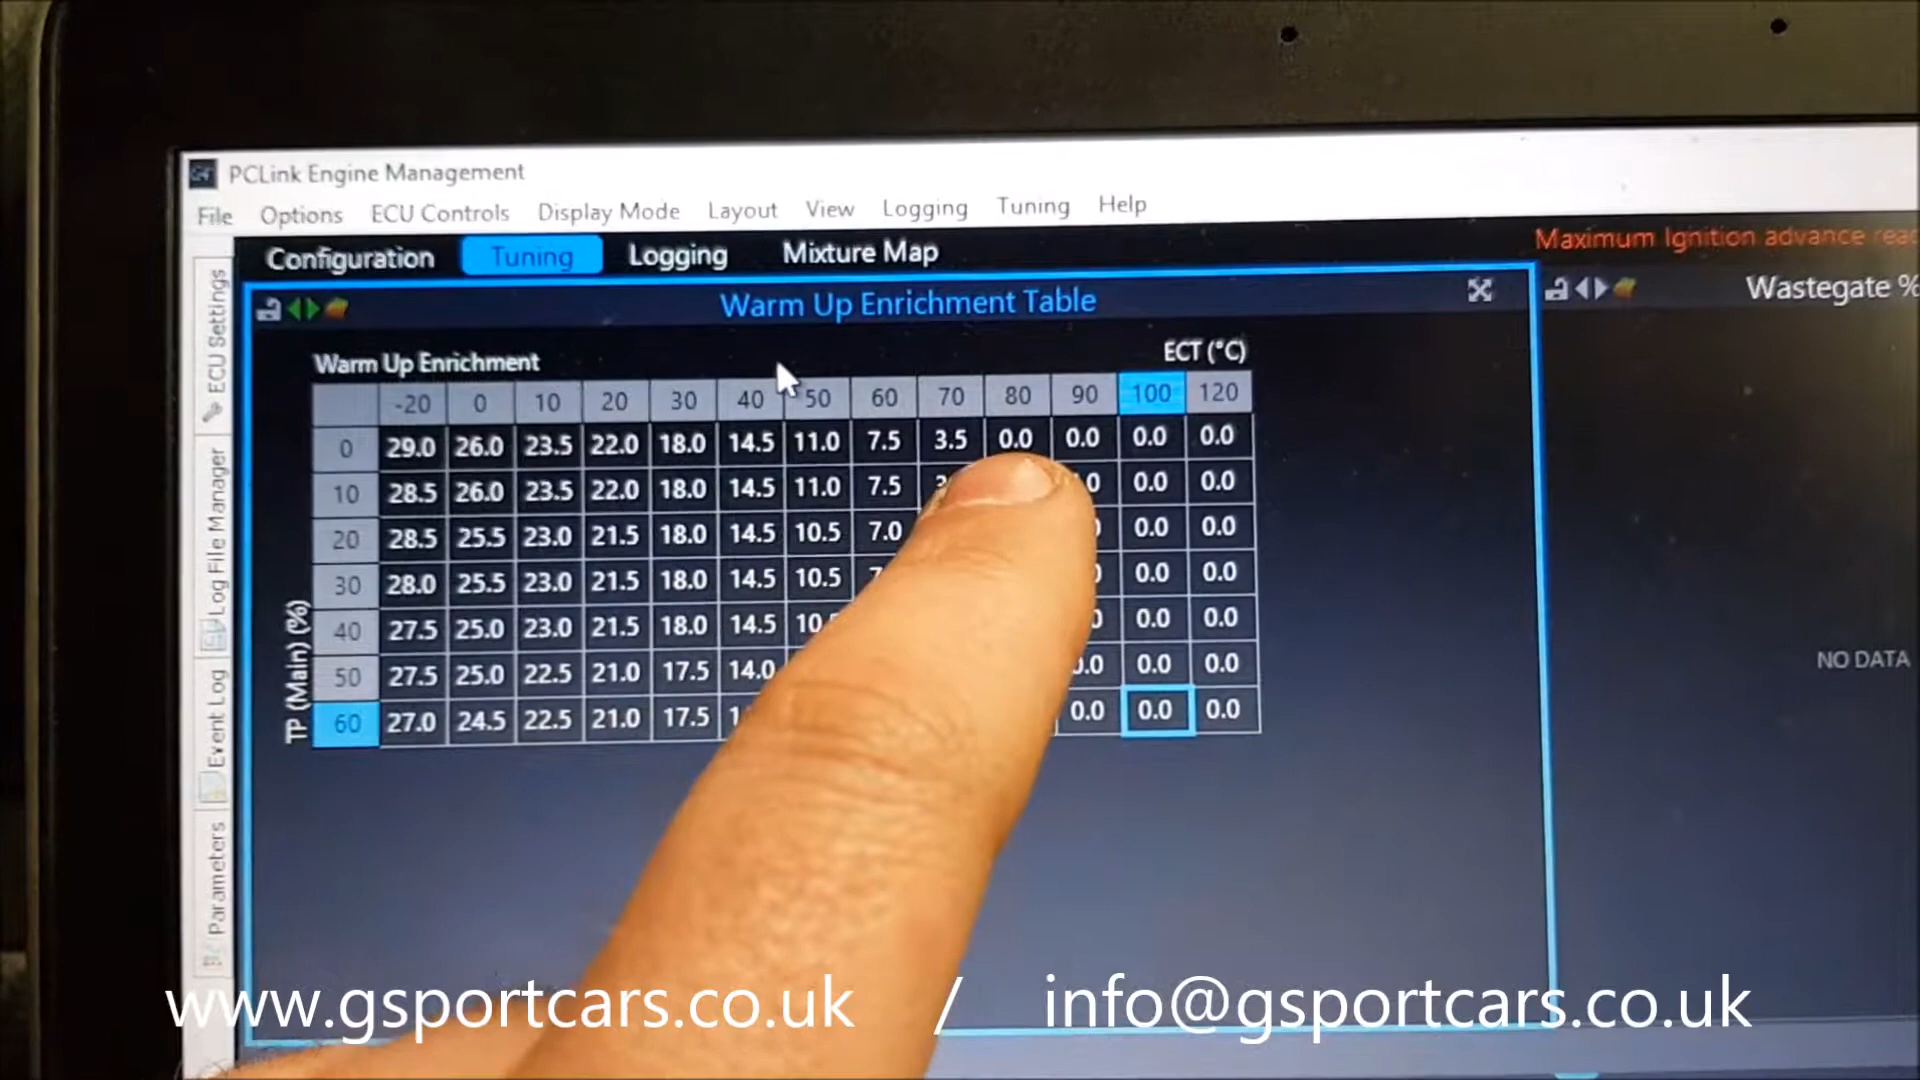 PCLink Engine Management
File Options ECU Controls Display Mode Layout View Logging Tuning Help
Configuration Tuning Logging Mixture Map
Maximum Ignition advance
Warm Up Enrichment Table
Wastegate %
Warm Up Enrichment ECT (°C)
-20 0 10 20 30 40 50 60 70 80 90 100 120
0 29.0 26.0 23.5 22.0 18.0 14.5 11.0 7.5 3.5 0.0 0.0 0.0 0.0
10 28.5 26.0 23.5 22.0 18.0 14.5 11.0 7.5 0.0 0.0
20 28.5 25.5 23.0 21.5 18.0 14.5 10.5 7.0 0.0 0.0
30 28.0 25.5 23.0 21.5 18.0 14.5 10.5 0.0 0.0
40 27.5 25.0 23.0 21.5 18.0 14.5 0.0 0.0
50 27.5 25.0 22.5 21.0 17.5 14.0 0.0 0.0
60 27.0 24.5 22.5 21.0 17.5 0.0 0.0 0.0
TP (Main) (%)
ECU Settings
Log File Manager
Event Log
Parameters
NO DATA
www.gsportcars.co.uk / info@gsportcars.co.uk